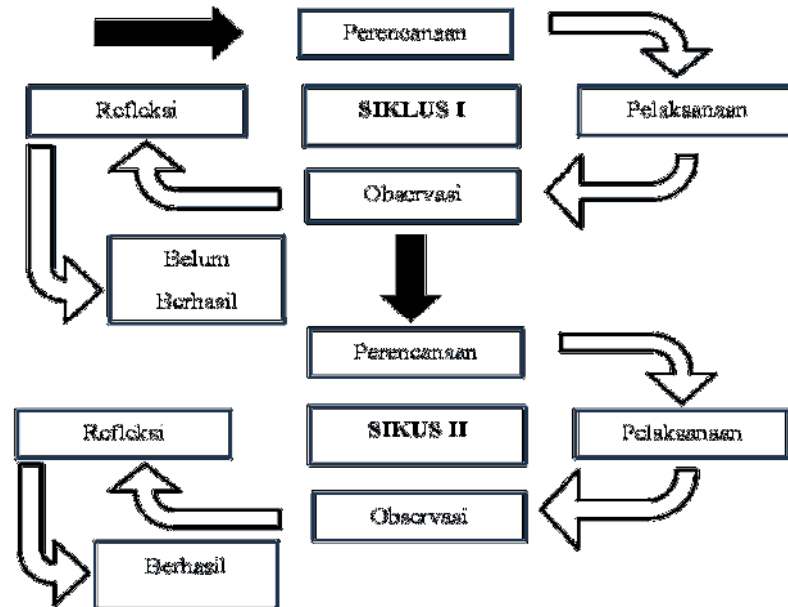 Perencanaan
Refleksi
SIKLUS I
Pelaksanaan
Observasi
Belum
Berhasil
Perencanaan
Refleksi
SIKUS II
Pelaksanaan
Observasi
Berhasil